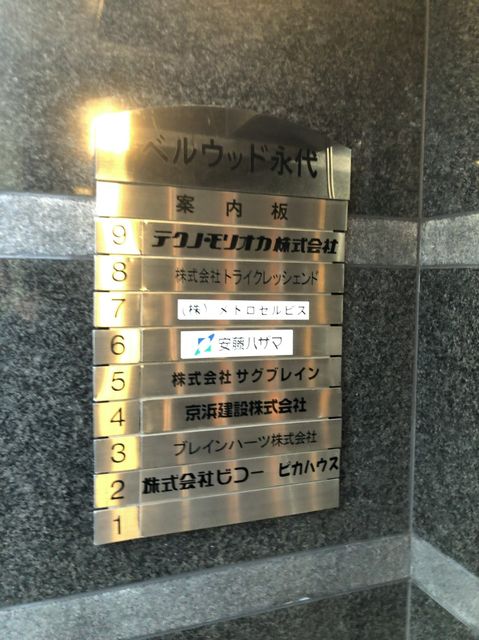 ベルウッド永代
案内板
9 テクノ・モリオカ株式会社
8 株式会社トライクレッシェンド
7 (株)メトロセルビス
6 安藤ハザマ
5 株式会社サグブレイン
4 京浜建設株式会社
3 ブレインハーツ株式会社
2 株式会社ピコー ピカハウス
1